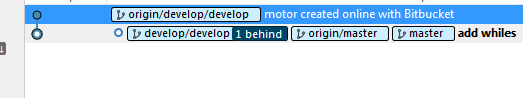 origin/develop/develop motor created online with Bitbucket
develop/develop 1 behind origin/master master add whiles